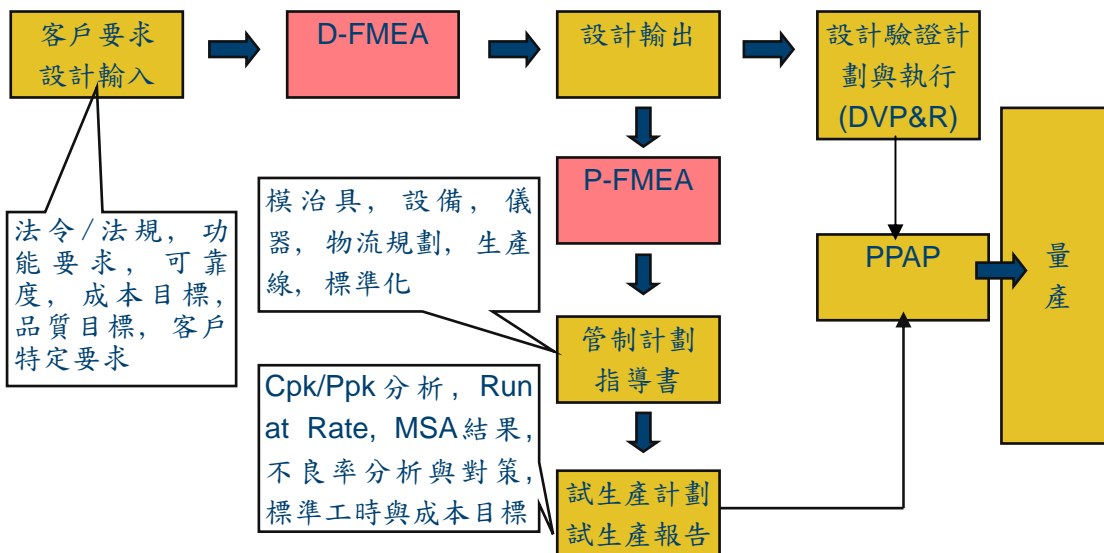 客戶要求
設計輸入
D-FMEA
設計輸出
設計驗證計
劃與執行
(DVP&R)
P-FMEA
模治具, 設備, 儀
器, 物流規劃, 生產
線, 標準化
法令/法規, 功
能要求, 可靠
度, 成本目標,
品質目標, 客戶
特定要求
PPAP
量
產
管制計劃
指導書
Cpk/Ppk 分析, Run
at Rate, MSA結果,
不良率分析與對策,
標準工時與成本目標
試生產計劃
試生產報告